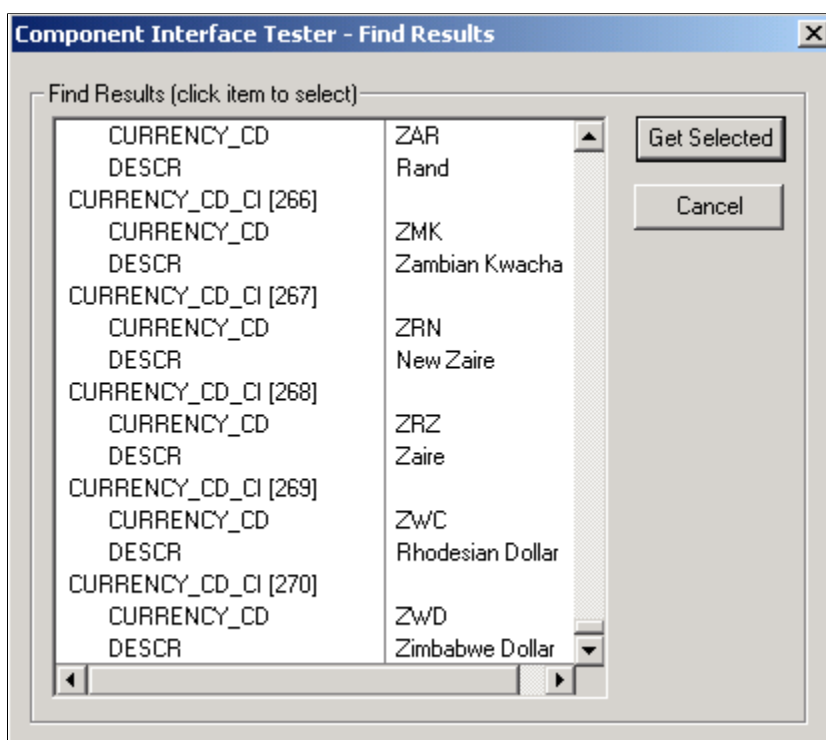 Component Interface Tester - Find Results
Find Results (click item to select)
CURRENCY_CD ZAR
DESCR Rand
CURRENCY_CD_CI [266]
CURRENCY_CD ZMK
DESCR Zambian Kwacha
CURRENCY_CD_CI [267]
CURRENCY_CD ZRN
DESCR New Zaire
CURRENCY_CD_CI [268]
CURRENCY_CD ZRZ
DESCR Zaire
CURRENCY_CD_CI [269]
CURRENCY_CD ZWC
DESCR Rhodesian Dollar
CURRENCY_CD_CI [270]
CURRENCY_CD ZWD
DESCR Zimbabwe Dollar
Get Selected
Cancel